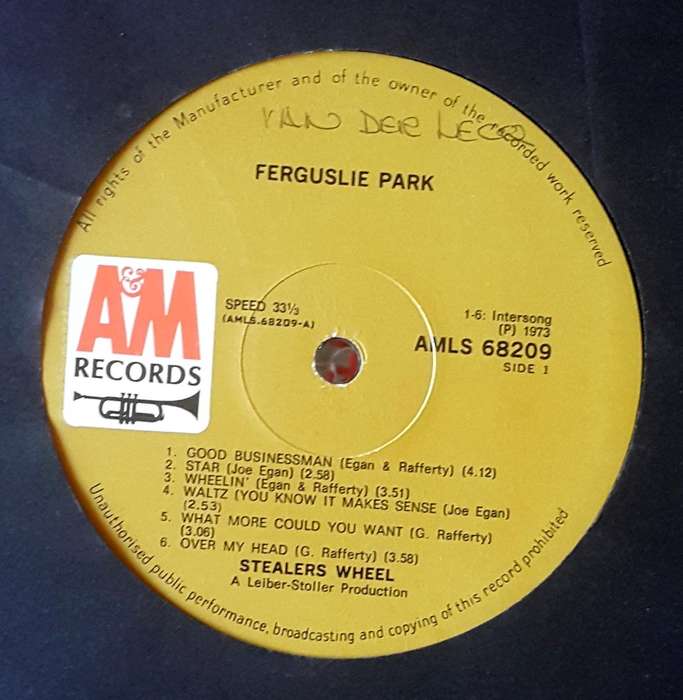 All rights of the Manufacturer and of the owner of the recorded work reserved
VAN DER
FERGUSLIE PARK
A&M
RECORDS
SPEED 33⅓
(AMLS.68209-A)
1-6: Intersong
(P) 1973
AMLS 68209
SIDE 1
1. GOOD BUSINESSMAN (Egan & Rafferty) (4.12)
2. STAR (Joe Egan) (2.58)
3. WHEELIN' (Egan & Rafferty) (3.51)
4. WALTZ (YOU KNOW IT MAKES SENSE (Joe Egan)
(2.53)
5. WHAT MORE COULD YOU WANT (G. Rafferty)
(3.06)
6. OVER MY HEAD (G. Rafferty) (3.58)
STEALERS WHEEL
A Leiber-Stoller Production
Unauthorised public performance, broadcasting and copying of this record prohibited